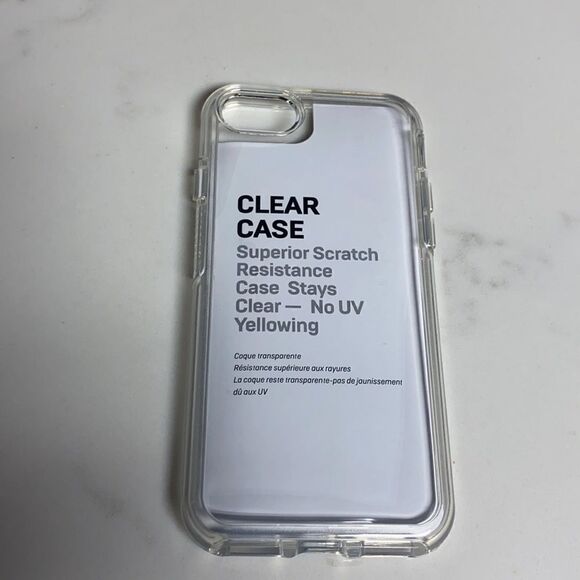 CLEAR
CASE
Superior Scratch
Resistance
Case Stays
Clear — No UV
Yellowing
Coque transparente
Résistance supérieure aux rayures
La coque reste transparente-pas de jaunissement
dû aux UV